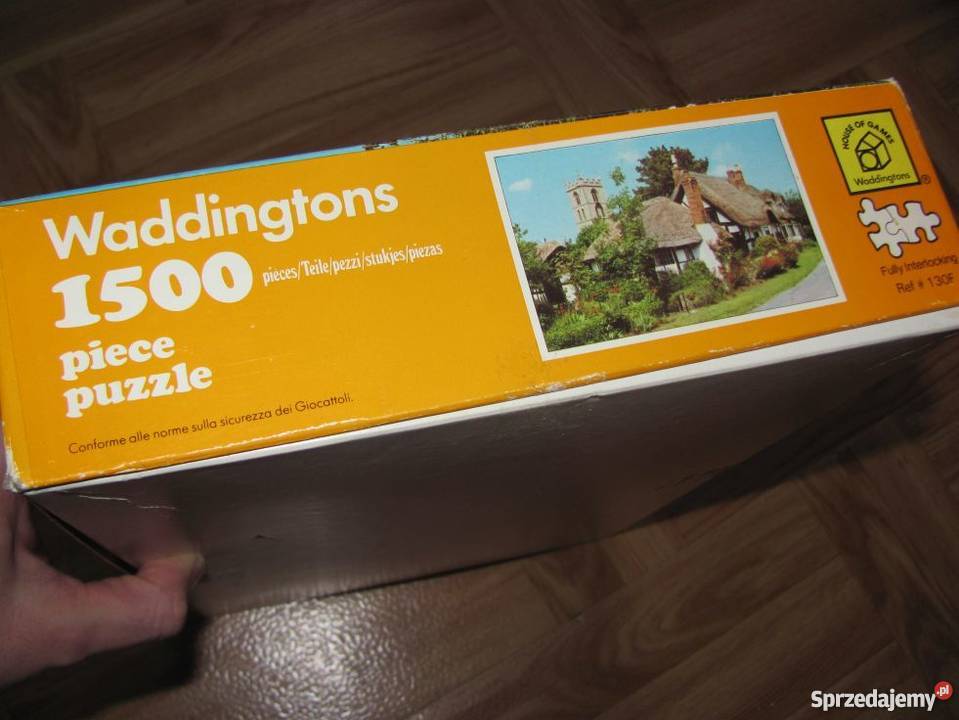 Waddingtons
1500 pieces/Teile/pezzi/stukjes/piezas
piece
puzzle
Conforme alle norme sulla sicurezza dei Giocattoli.
HOUSE OF GAMES
Waddingtons ®
Fully Interlocking
Ref # 130F
Sprzedajemy.pl